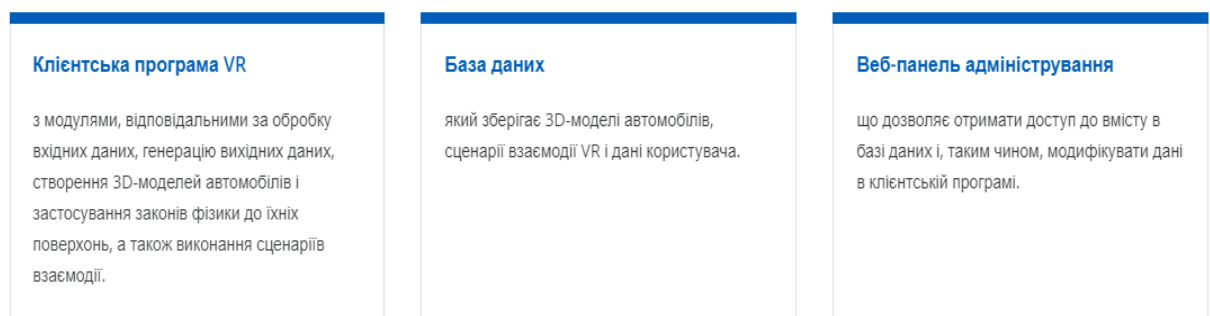 Клієнтська програма VR
з модулями, відповідальними за обробку
вхідних даних, генерацію вихідних даних,
створення 3D-моделей автомобілів і
застосування законів фізики до їхніх
поверхонь, а також виконання сценаріїв
взаємодії.
База даних
який зберігає 3D-моделі автомобілів,
сценарії взаємодії VR і дані користувача.
Веб-панель адміністрування
що дозволяє отримати доступ до вмісту в
базі даних і, таким чином, модифікувати дані
в клієнтській програмі.